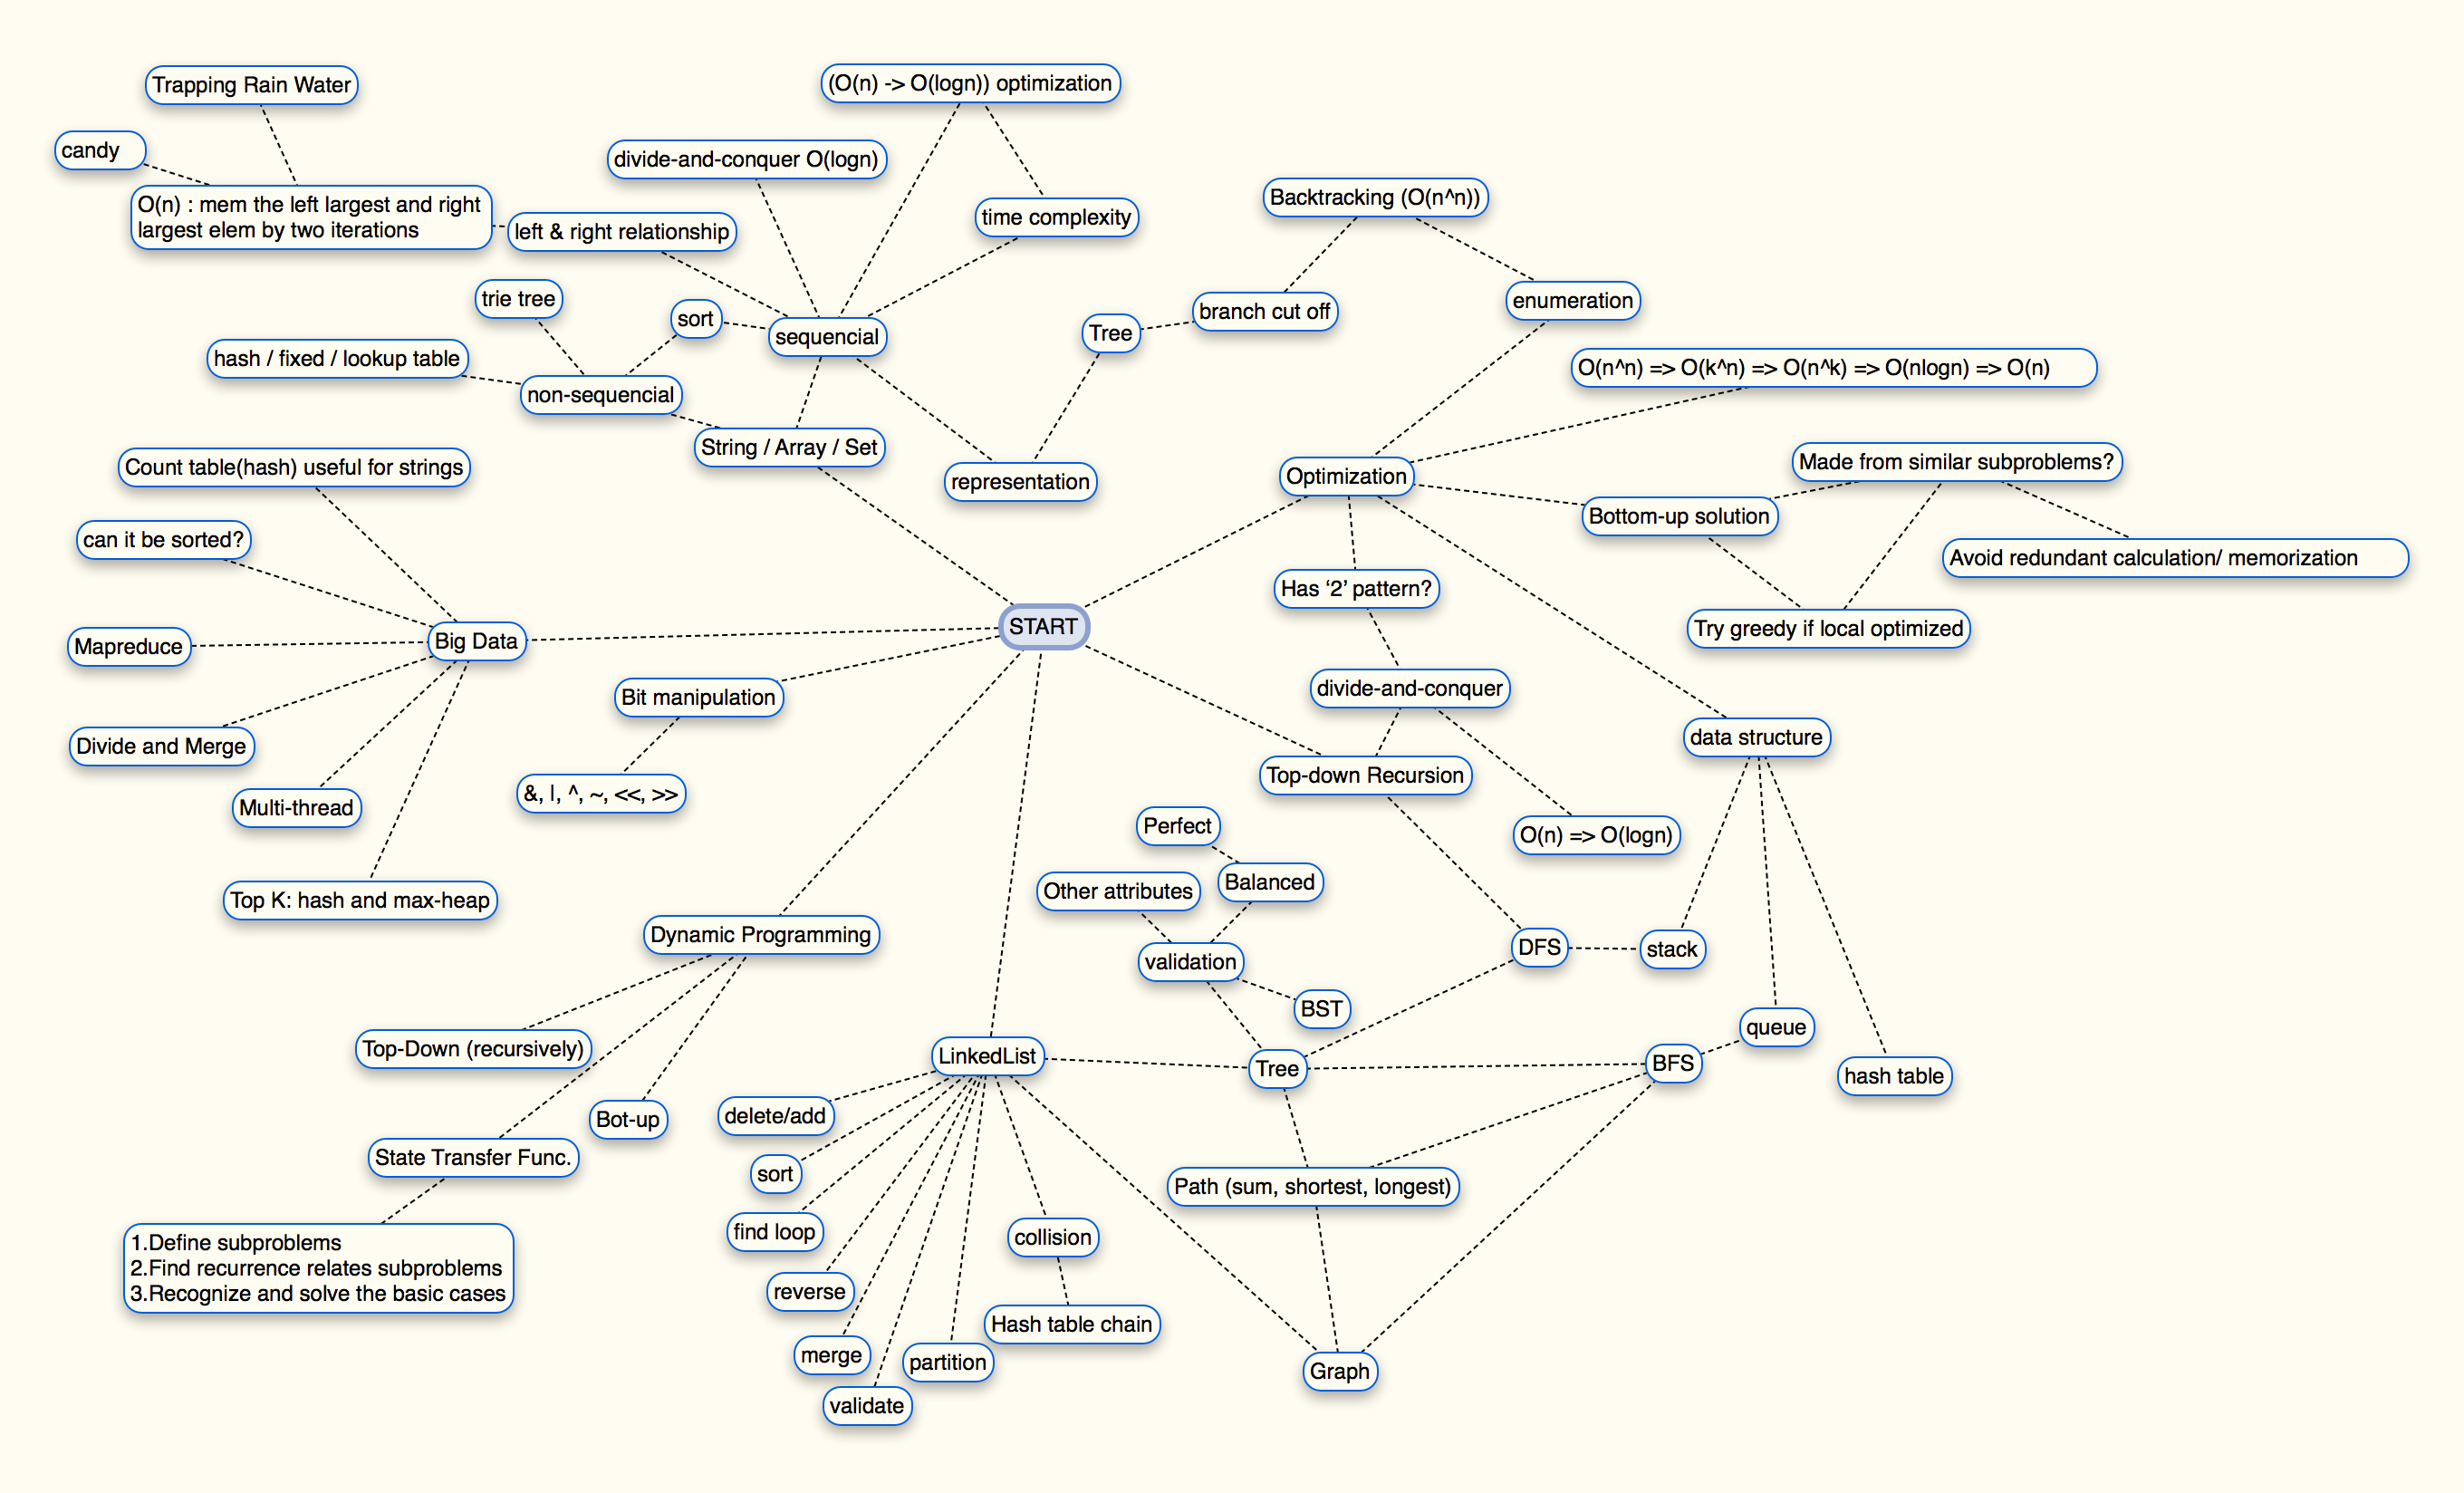 Trapping Rain Water
(O(n) -> O(logn)) optimization
candy
divide-and-conquer O(logn)
Backtracking (O(n^n))
O(n) : mem the left largest and right
largest elem by two iterations
left & right relationship
time complexity
trie tree
sort
sequencial
Tree
branch cut off
enumeration
hash / fixed / lookup table
non-sequencial
O(n^n) => O(k^n) => O(n^k) => O(nlogn) => O(n)
String / Array / Set
Count table(hash) useful for strings
representation
Optimization
Made from similar subproblems?
Bottom-up solution
can it be sorted?
Avoid redundant calculation/ memorization
Has ‘2’ pattern?
START
Try greedy if local optimized
Mapreduce
Big Data
Bit manipulation
divide-and-conquer
data structure
Divide and Merge
Top-down Recursion
&, |, ^, ~, <<, >>
Multi-thread
Perfect
O(n) => O(logn)
Other attributes
Balanced
Top K: hash and max-heap
Dynamic Programming
validation
DFS
stack
BST
queue
Top-Down (recursively)
LinkedList
Tree
BFS
hash table
Bot-up
delete/add
State Transfer Func.
sort
Path (sum, shortest, longest)
find loop
collision
1.Define subproblems
2.Find recurrence relates subproblems
3.Recognize and solve the basic cases
reverse
Hash table chain
merge
partition
Graph
validate